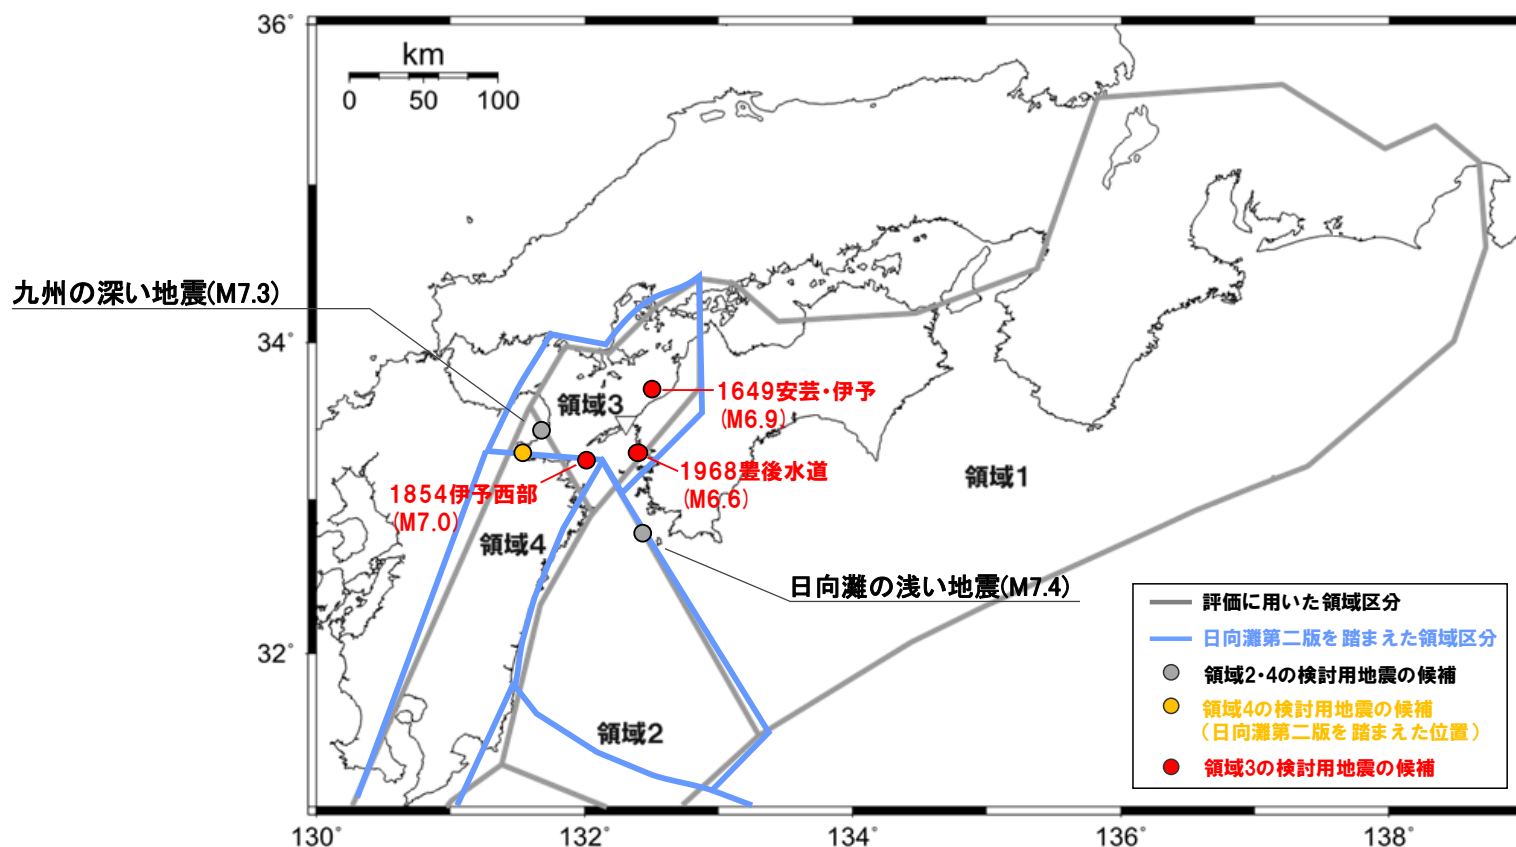 36°
km
0 50 100
九州の深い地震(M7.3)
34°
領域3
1649安芸・伊予
(M6.9)
1968豊後水道
(M6.6)
領域1
1854伊予西部
(M7.0)
領域4
日向灘の浅い地震(M7.4)
評価に用いた領域区分
日向灘第二版を踏まえた領域区分
32°
領域2・4の検討用地震の候補
領域4の検討用地震の候補
(日向灘第二版を踏まえた位置)
領域2
領域3の検討用地震の候補
130° 132° 134° 136° 138°